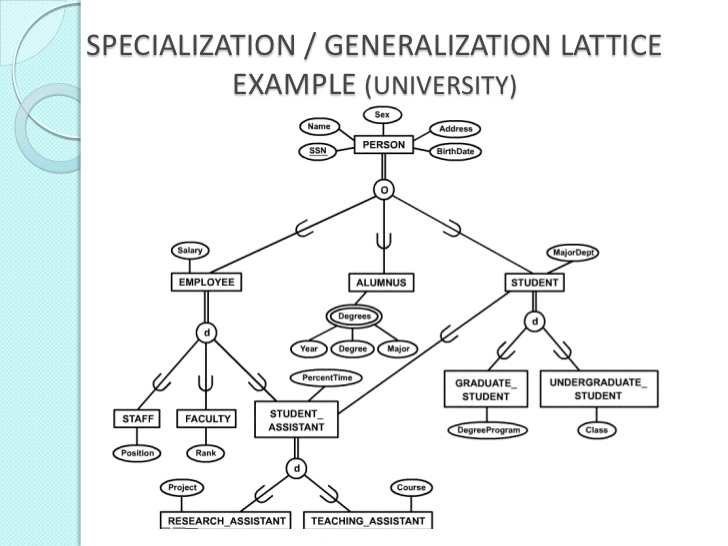 SPECIALIZATION / GENERALIZATION LATTICE
EXAMPLE (UNIVERSITY)
Sex
Name
Address
PERSON
SSN
BirthDate
O
Salary
MajorDept
EMPLOYEE
ALUMNUS
STUDENT
Degrees
d
d
Year
Degree
Major
PercentTime
GRADUATE_
STUDENT
UNDERGRADUATE_
STUDENT
STAFF
FACULTY
STUDENT_
ASSISTANT
DegreeProgram
Class
Position
Rank
d
Project
Course
RESEARCH_ASSISTANT
TEACHING_ASSISTANT